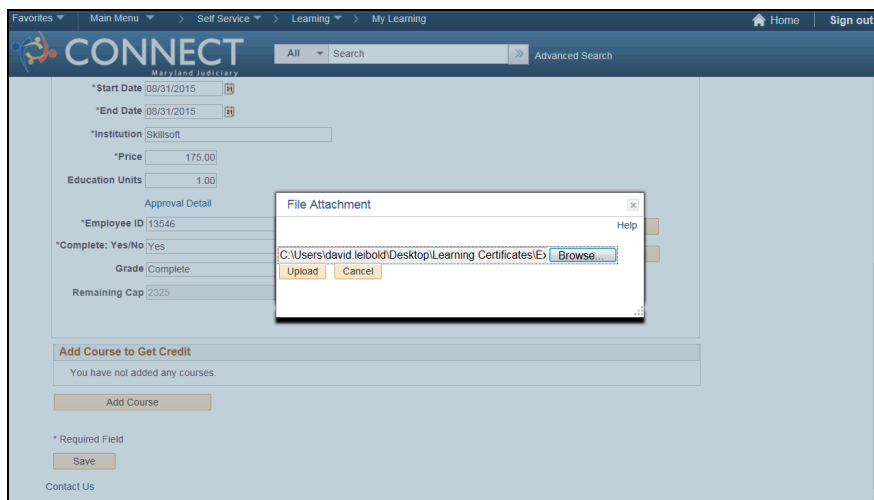 Favorites Main Menu > Self Service > Learning > My Learning Home Sign out
CONNECT All Search Advanced Search
Maryland Judiciary
*Start Date 08/31/2015
*End Date 08/31/2015
*Institution Skillsoft
*Price 175.00
Education Units 1.00
Approval Detail
File Attachment
Help
*Employee ID 13546
*Complete: Yes/No Yes
C:\Users\david.leibold\Desktop\Learning Certificates\Ex Browse...
Grade Complete
Upload Cancel
Remaining Cap 2325
Add Course to Get Credit
You have not added any courses.
Add Course
* Required Field
Save
Contact Us